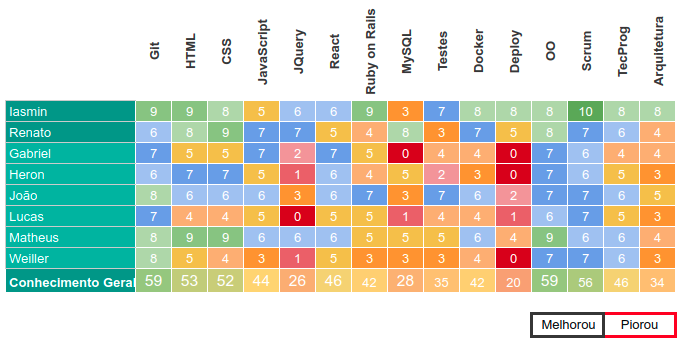 Git HTML CSS JavaScript JQuery React Ruby on Rails MySQL Testes Docker Deploy OO Scrum TecProg Arquitetura
Iasmin 9 9 8 5 6 6 9 3 7 8 8 8 10 8 8
Renato 6 8 9 7 7 5 4 8 3 7 5 8 7 6 4
Gabriel 7 5 5 7 2 7 5 0 4 4 0 7 6 4 4
Heron 6 7 7 5 1 6 4 5 2 3 0 7 6 5 3
João 8 6 6 6 3 6 7 3 7 6 2 7 7 6 5
Lucas 7 4 4 5 0 5 5 1 4 4 1 6 7 5 3
Matheus 8 9 9 6 6 6 5 5 5 6 4 9 6 6 4
Weiller 8 5 4 3 1 5 3 3 3 4 0 7 7 6 3
Conhecimento Geral 59 53 52 44 26 46 42 28 35 42 20 59 56 46 34
Melhorou Piorou